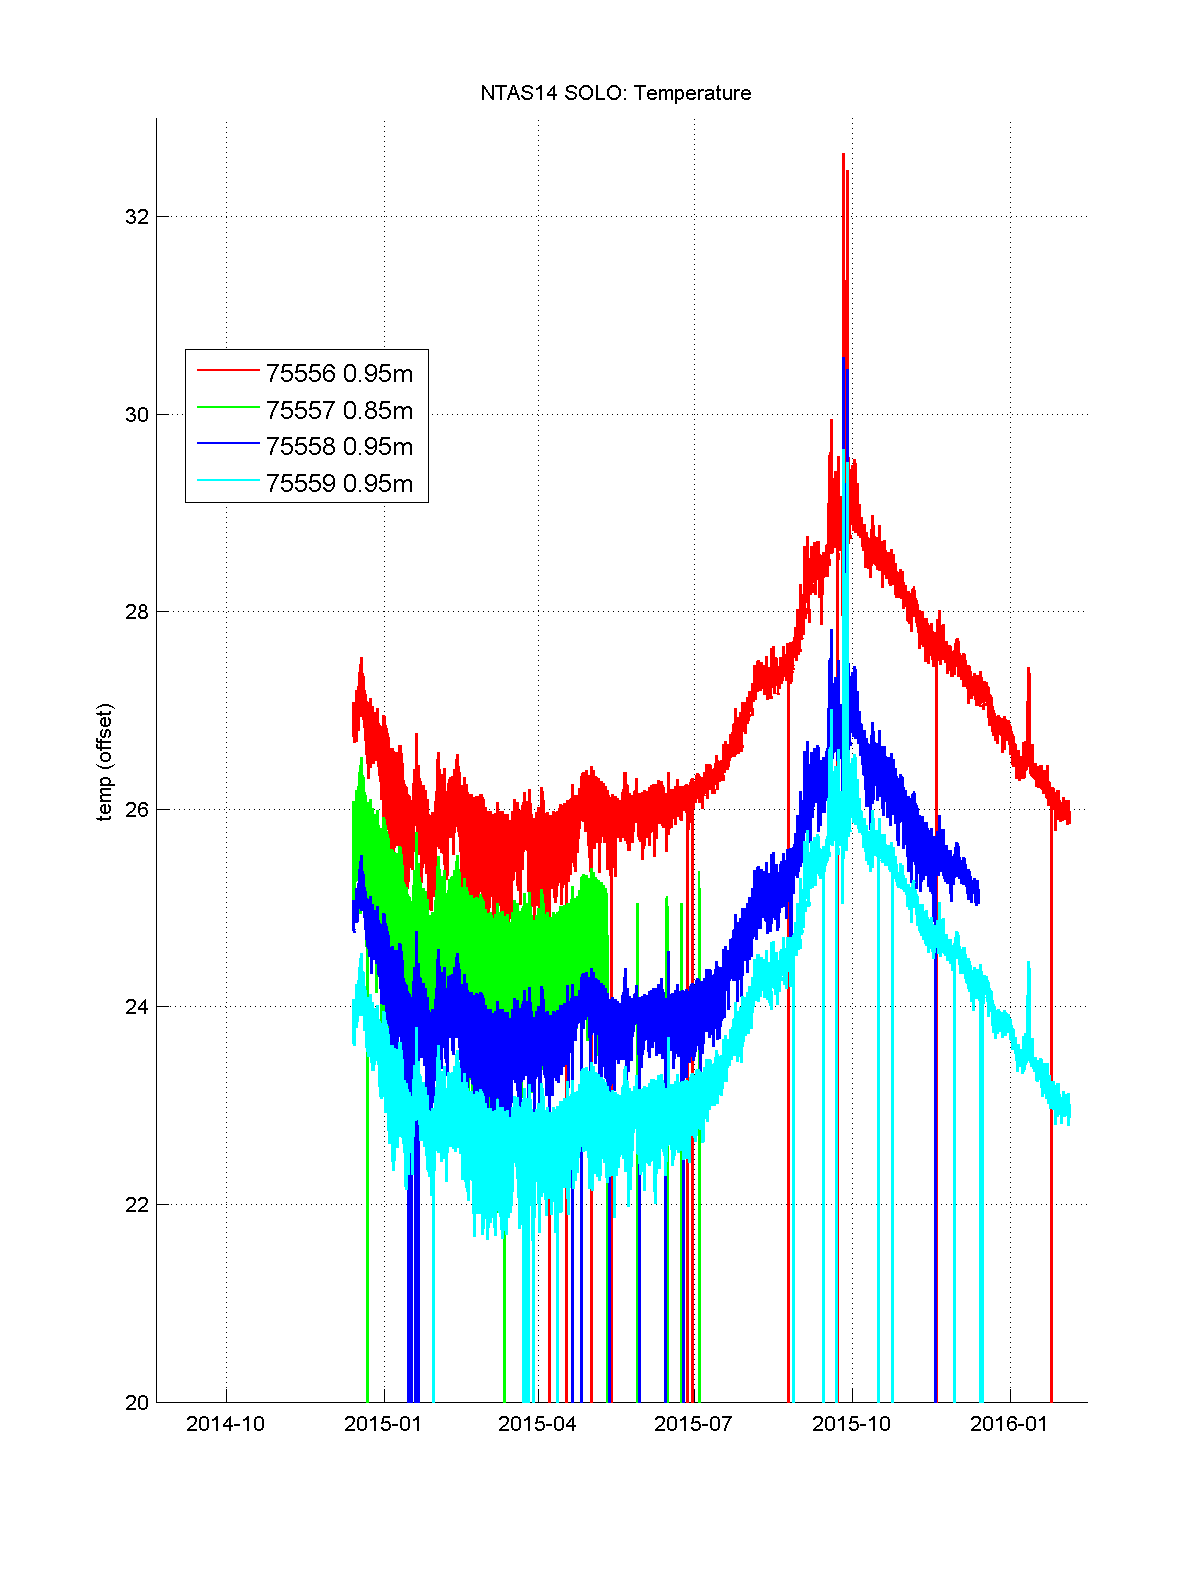 NTAS14 SOLO: Temperature
32
30
28
26
24
22
20
temp (offset)
75556 0.95m
75557 0.85m
75558 0.95m
75559 0.95m
2014-10 2015-01 2015-04 2015-07 2015-10 2016-01